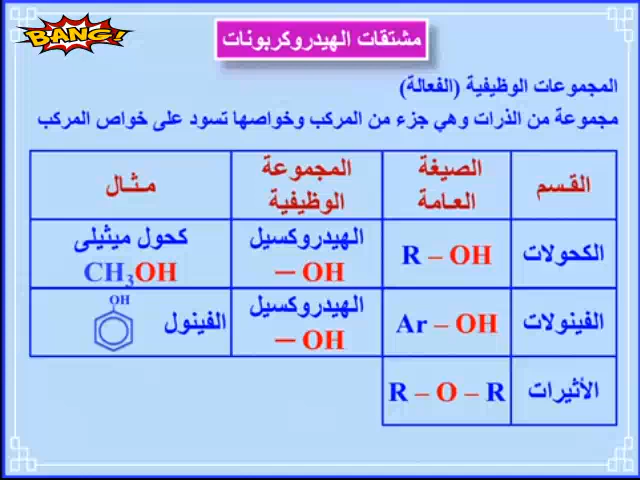 BANG!
مشتقات الهيدروكربونات
المجموعات الوظيفية (الفعالة)
مجموعة من الذرات وهي جزء من المركب وخواصها تسود على خواص المركب
القسم
الصيغة
العامة
المجموعة
الوظيفية
مثال
الكحولات
R – OH
الهيدروكسيل
– OH
كحول ميثيلى
CH3OH
الفينولات
Ar – OH
الهيدروكسيل
– OH
الفينول
OH
الأثيرات
R – O – R